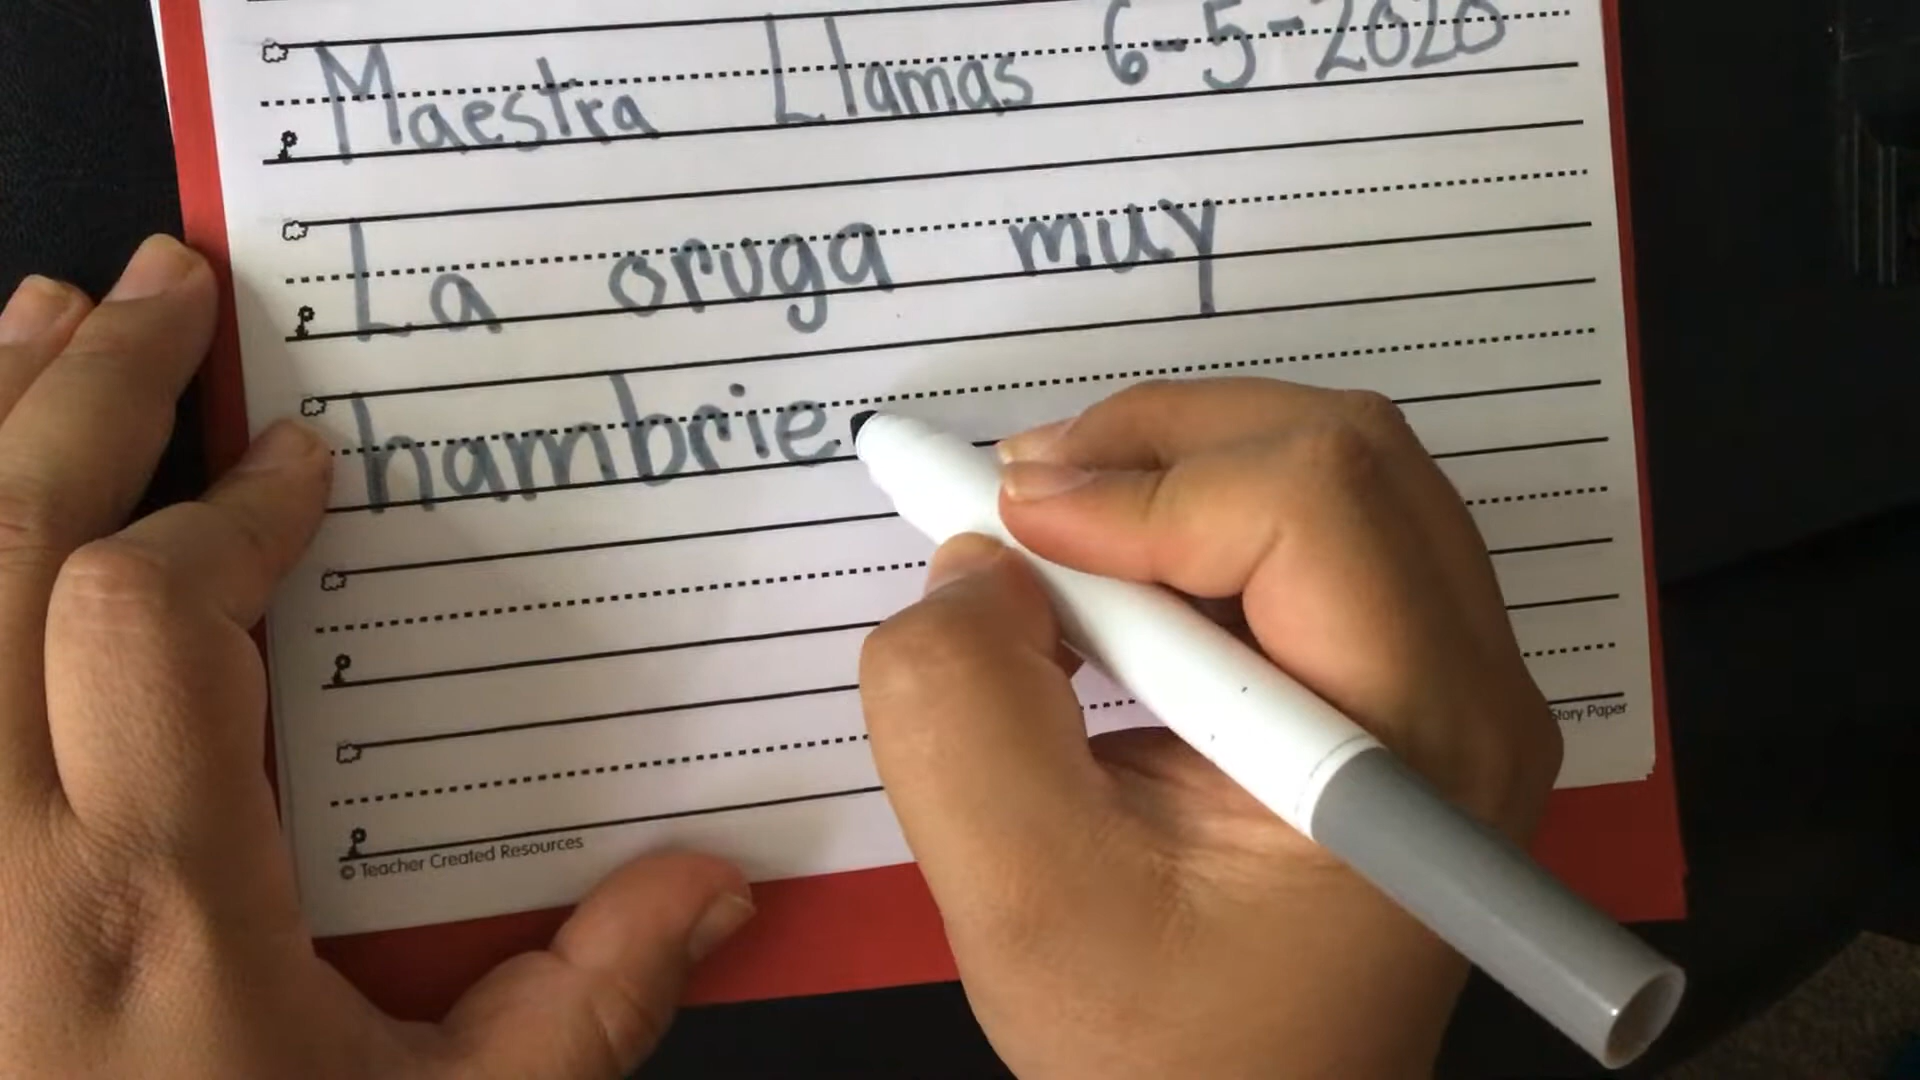 Maestra Llamas 6-5-2020
La oruga muy
hambrie
Story Paper
© Teacher Created Resources